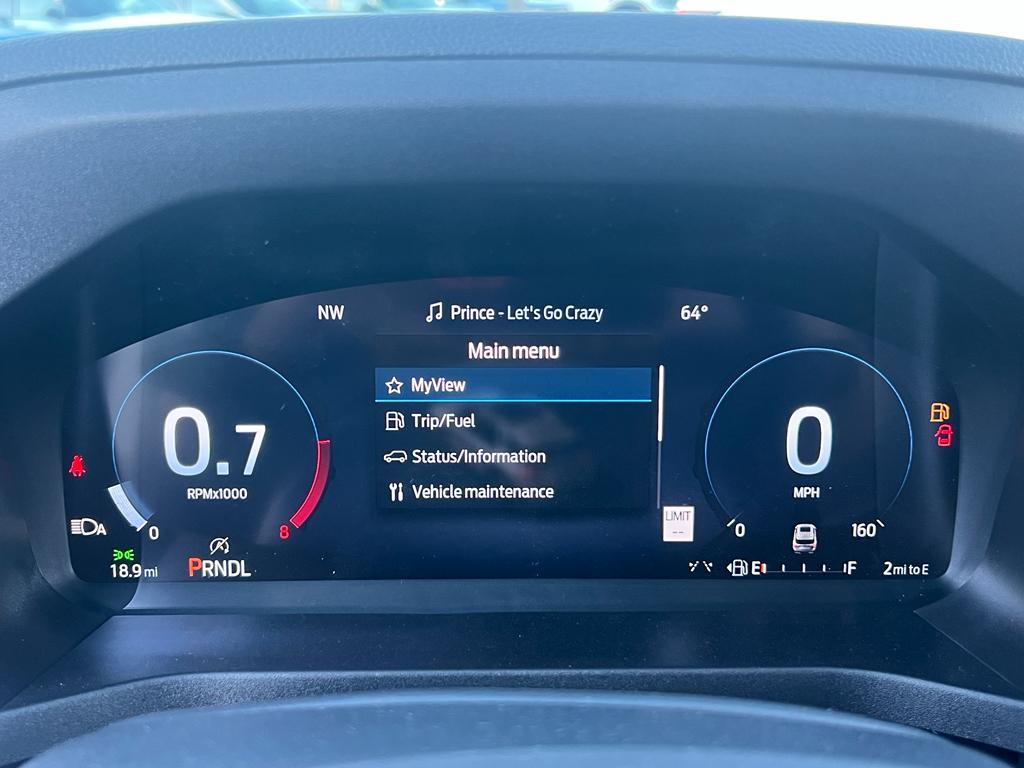 NW
Prince - Let's Go Crazy
64°
Main menu
MyView
Trip/Fuel
Status/Information
Vehicle maintenance
0.7
RPMx1000
0
8
0
MPH
0
160
LIMIT
--
A
18.9 mi
PRNDL
E F
2 mi to E